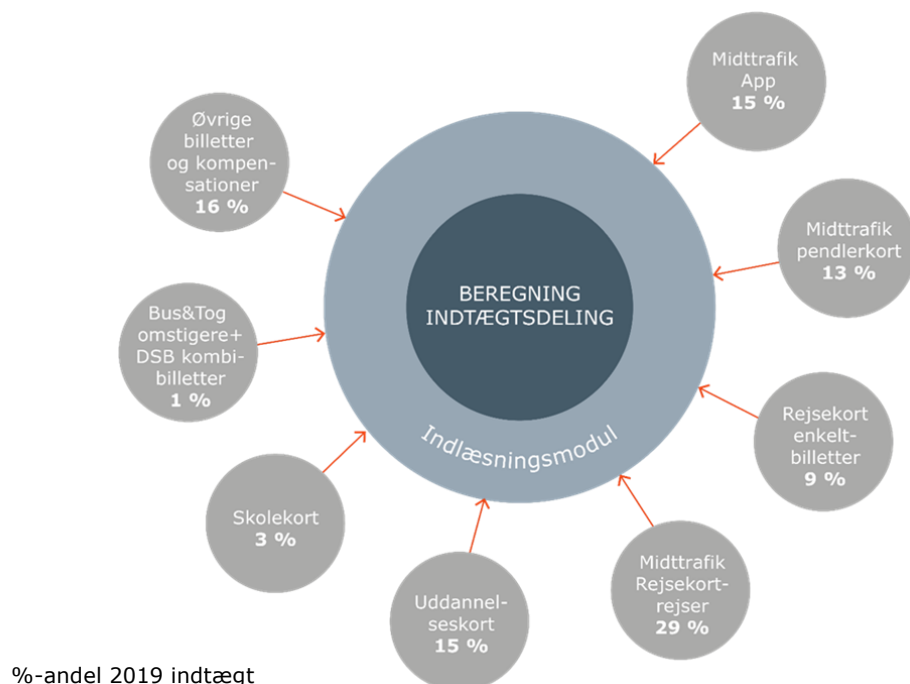 Midttrafik
App
15 %
Øvrige
billetter
og kompen-
sationer
16 %
Midttrafik
pendlerkort
13 %
BEREGNING
INDTÆGTSDELING
Bus&Tog
omstigere+
DSB kombi-
billetter
1 %
Rejsekort
enkelt-
billetter
9 %
Indlæsningsmodul
Skolekort
3 %
Midttrafik
Rejsekort-
rejser
29 %
Uddannel-
seskort
15 %
%-andel 2019 indtægt